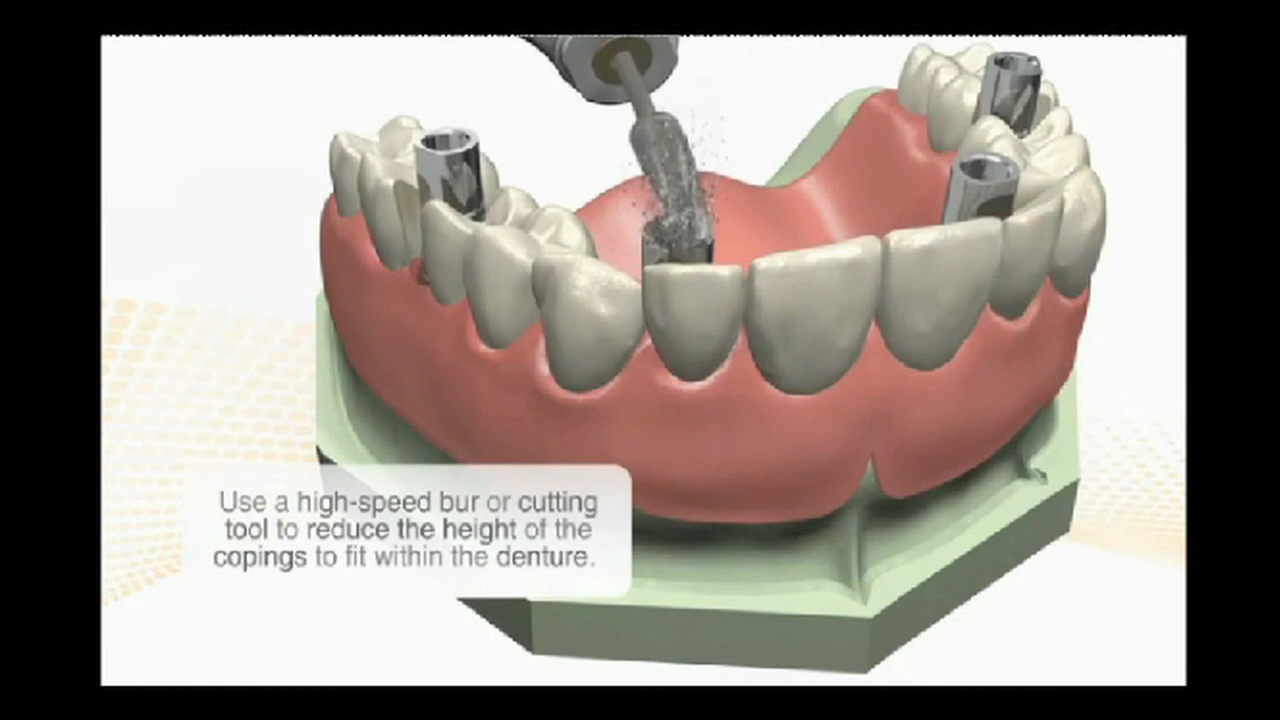 Use a high-speed bur or cutting
tool to reduce the height of the
copings to fit within the denture.